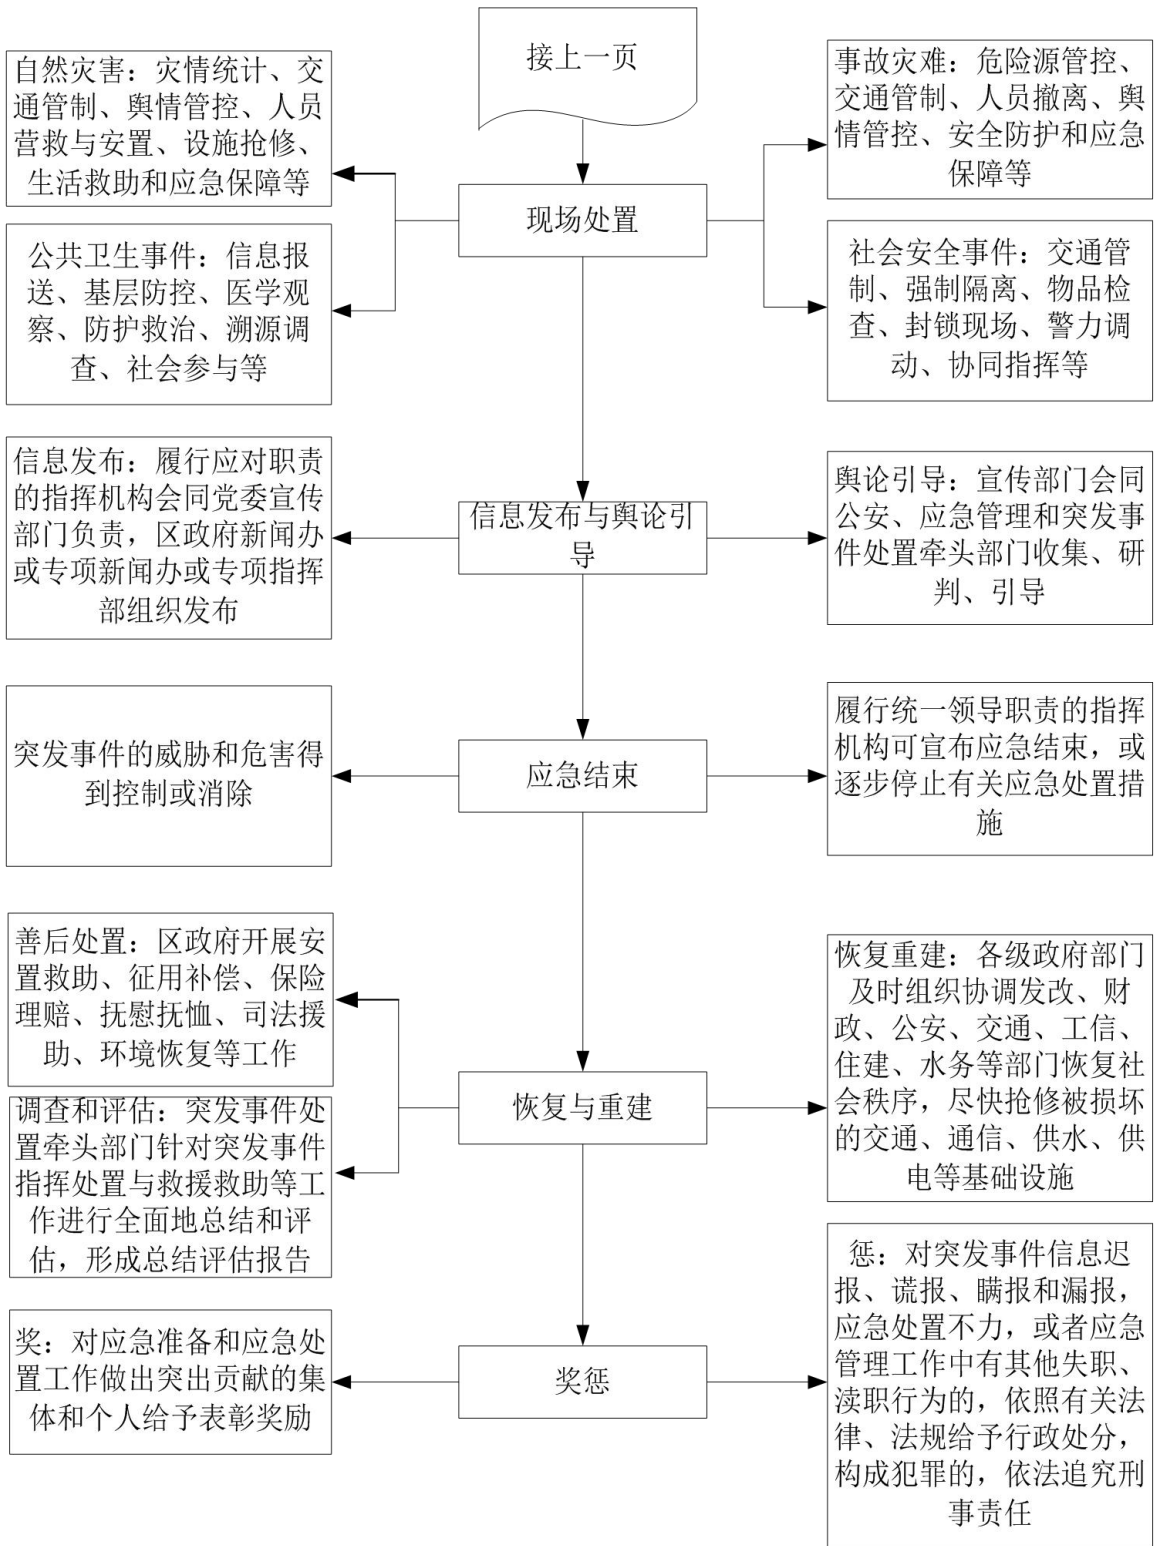 接上一页
自然灾害：灾情统计、交
通管制、舆情管控、人员
营救与安置、设施抢修、
生活救助和应急保障等
事故灾难：危险源管控、
交通管制、人员撤离、舆
情管控、安全防护和应急
保障等
现场处置
公共卫生事件：信息报
送、基层防控、医学观
察、防护救治、溯源调
查、社会参与等
社会安全事件：交通管
制、强制隔离、物品检
查、封锁现场、警力调
动、协同指挥等
信息发布：履行应对职责
的指挥机构会同党委宣传
部门负责，区政府新闻办
或专项新闻办或专项指挥
部组织发布
信息发布与舆论引
导
舆论引导：宣传部门会同
公安、应急管理和突发事
件处置牵头部门收集、研
判、引导
突发事件的威胁和危害得
到控制或消除
应急结束
履行统一领导职责的指挥
机构可宣布应急结束，或
逐步停止有关应急处置措
施
善后处置：区政府开展安
置救助、征用补偿、保险
理赔、抚慰抚恤、司法援
助、环境恢复等工作
恢复与重建
恢复重建：各级政府部门
及时组织协调发改、财
政、公安、交通、工信、
住建、水务等部门恢复社
会秩序，尽快抢修被损坏
的交通、通信、供水、供
电等基础设施
调查和评估：突发事件处
置牵头部门针对突发事件
指挥处置与救援救助等工
作进行全面地总结和评
估，形成总结评估报告
奖：对应急准备和应急处
置工作做出突出贡献的集
体和个人给予表彰奖励
奖惩
惩：对突发事件信息迟
报、谎报、瞒报和漏报，
应急处置不力，或者应急
管理工作中有其他失职、
渎职行为的，依照有关法
律、法规给予行政处分，
构成犯罪的，依法追究刑
事责任